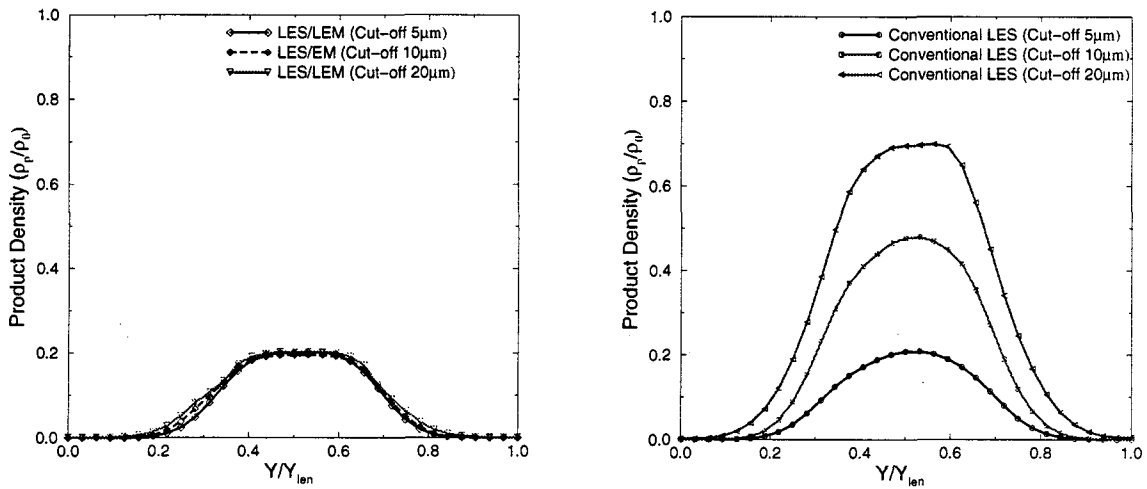 LES/LEM (Cut-off 5μm)
LES/EM (Cut-off 10μm)
LES/LEM (Cut-off 20μm)
Product Density (ρp/ρ0)
1.0
0.8
0.6
0.4
0.2
0.0
0.0 0.2 0.4 0.6 0.8 1.0
Y/Ylen
Conventional LES (Cut-off 5μm)
Conventional LES (Cut-off 10μm)
Conventional LES (Cut-off 20μm)
Product Density (ρp/ρ0)
1.0
0.8
0.6
0.4
0.2
0.0
0.0 0.2 0.4 0.6 0.8 1.0
Y/Ylen